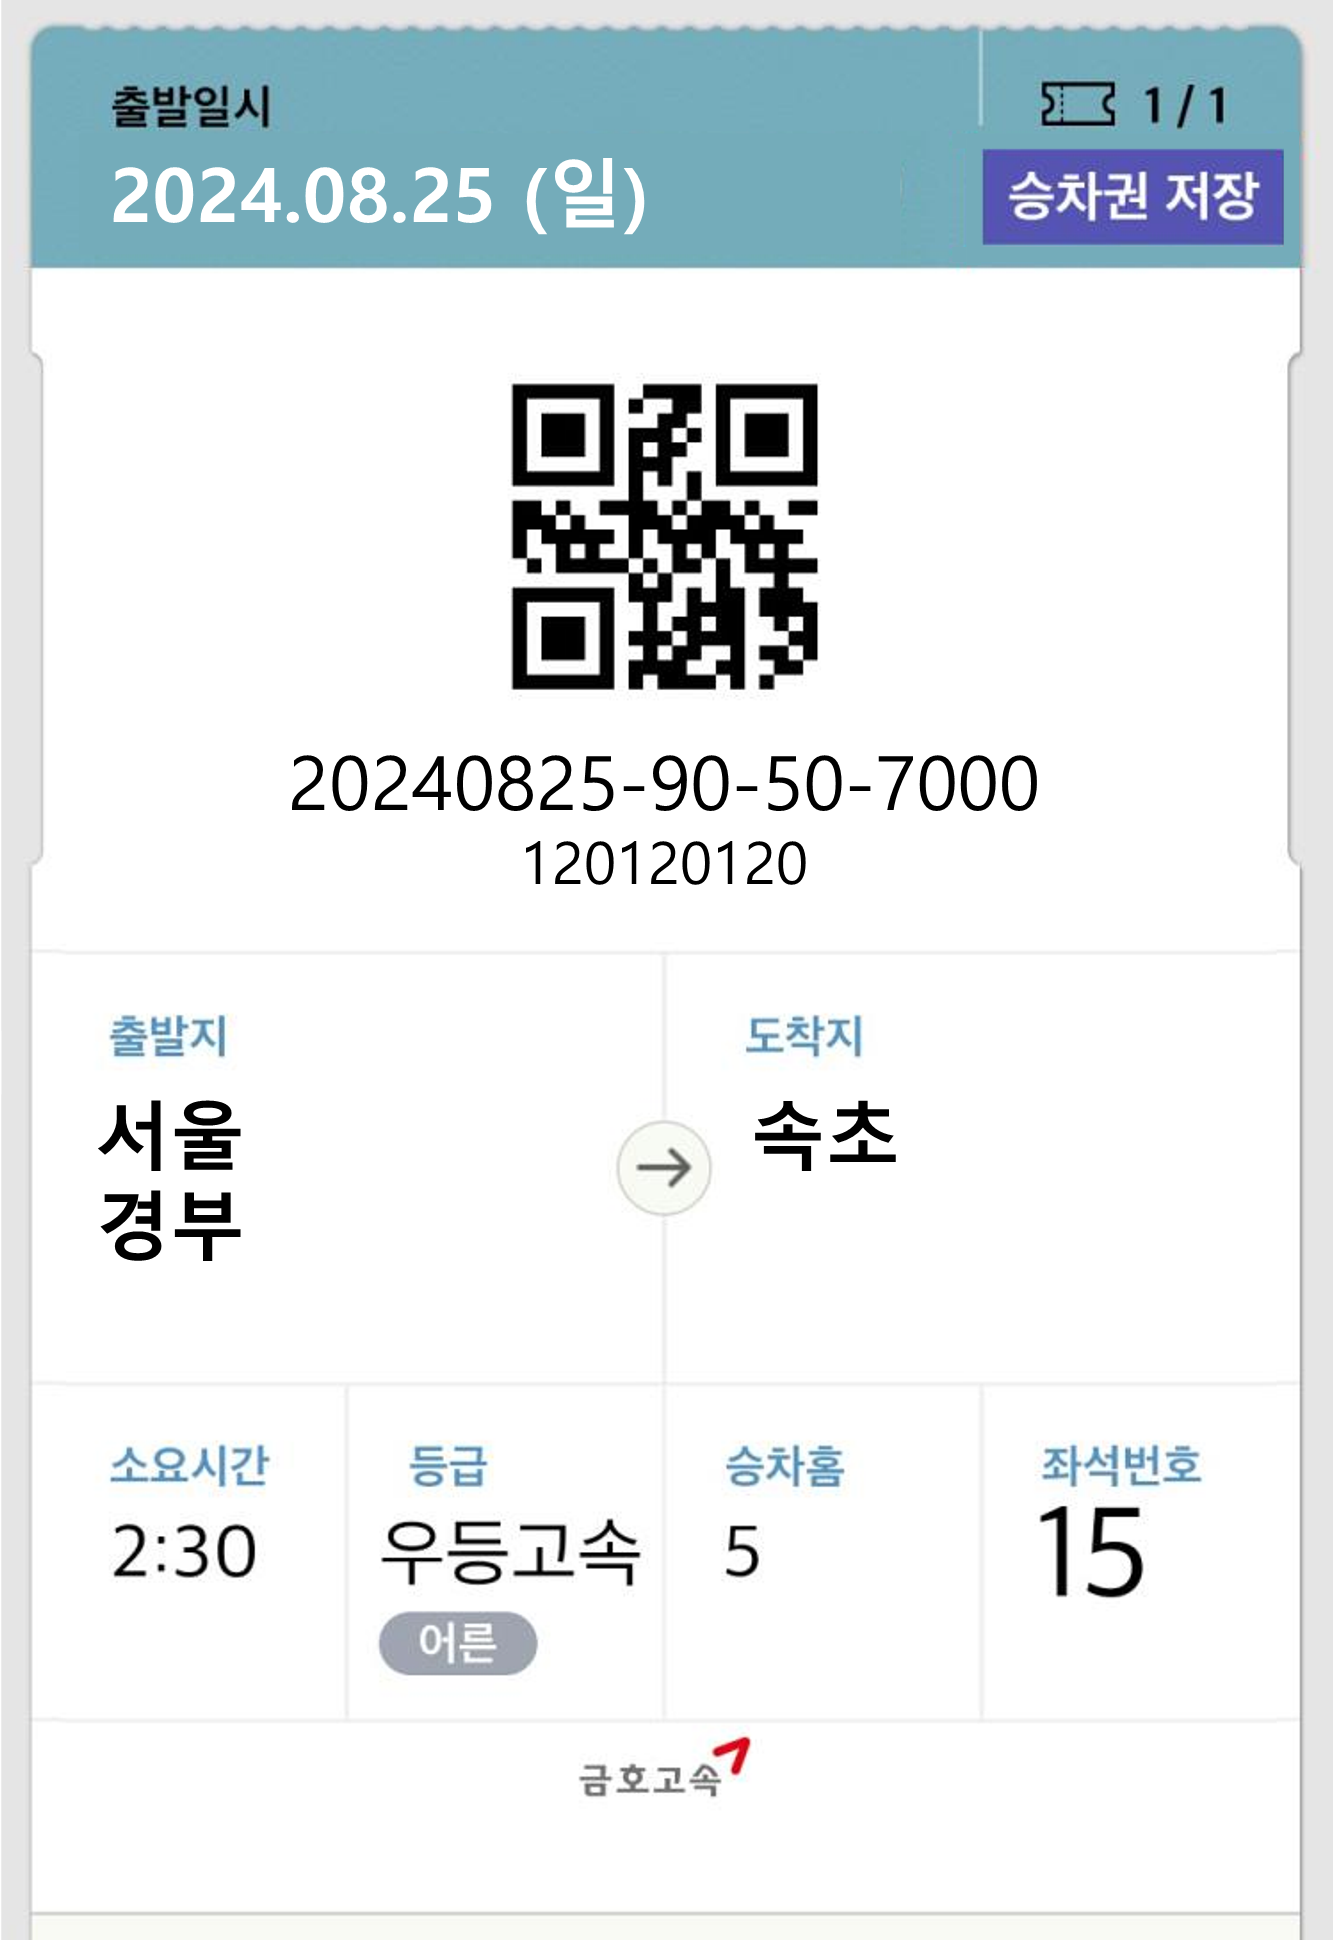 출발일시
1 / 1
2024.08.25 (일)
승차권 저장
20240825-90-50-7000
120120120
출발지
도착지
서울
경부
속초
소요시간
등급
승차홈
좌석번호
2:30
우등고속
5
15
어른
금호고속